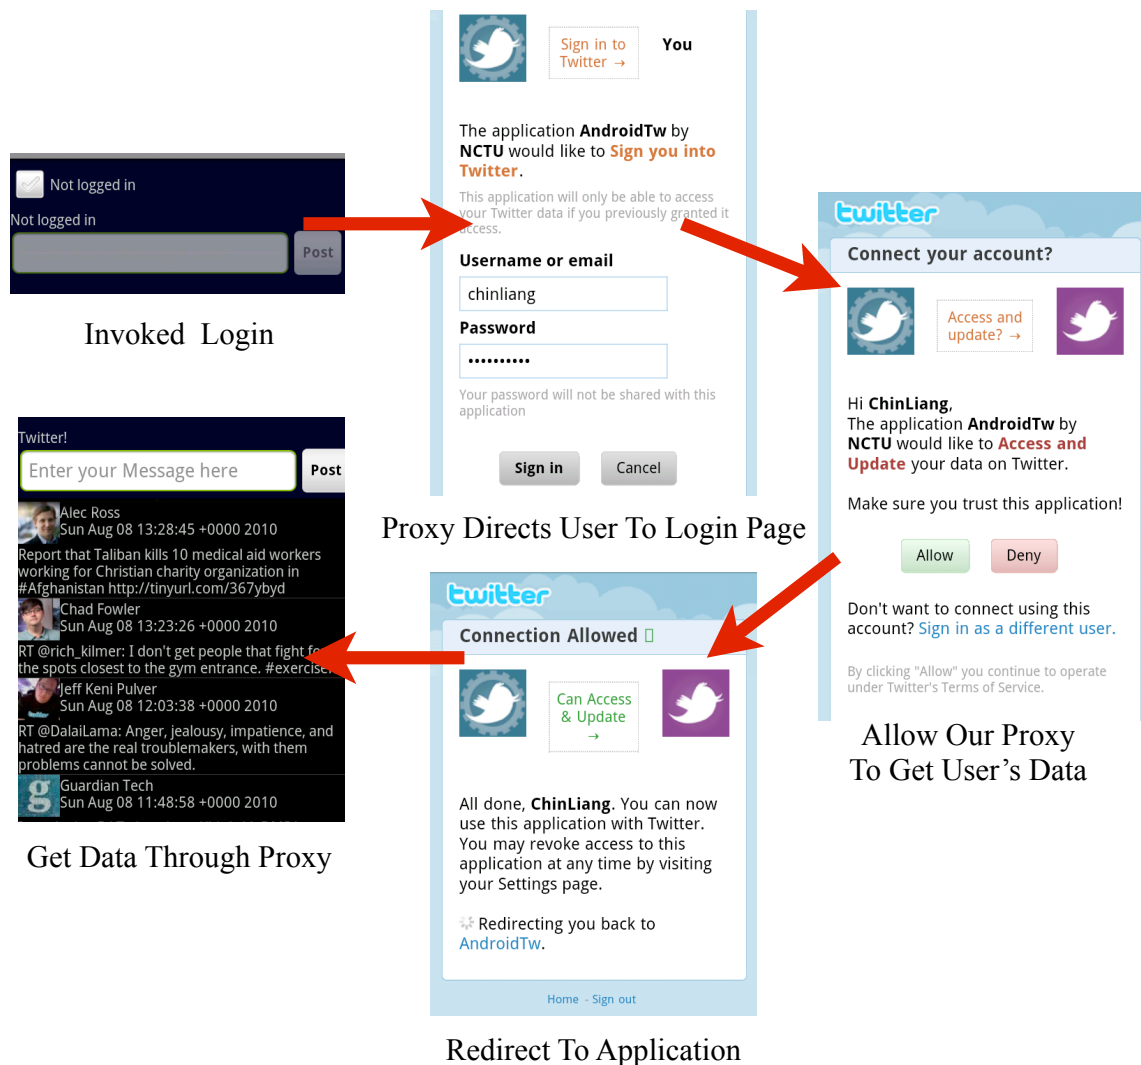 Not logged in
Not logged in
Post
Invoked Login
Sign in to
Twitter →
You
The application AndroidTw by
NCTU would like to Sign you into
Twitter.
This application will only be able to access
your Twitter data if you previously granted it
access.
Username or email
chinliang
Password
••••••••••
Your password will not be shared with this
application
Sign in
Cancel
Proxy Directs User To Login Page
twitter
Connect your account?
Access and
update? →
Hi ChinLiang,
The application AndroidTw by
NCTU would like to Access and
Update your data on Twitter.
Make sure you trust this application!
Allow
Deny
Don't want to connect using this
account? Sign in as a different user.
By clicking "Allow" you continue to operate
under Twitter's Terms of Service.
Allow Our Proxy
To Get User’s Data
twitter
Connection Allowed
Can Access
& Update
→
All done, ChinLiang. You can now
use this application with Twitter.
You may revoke access to this
application at any time by visiting
your Settings page.
Redirecting you back to
AndroidTw.
Home - Sign out
Redirect To Application
Twitter!
Enter your Message here
Post
Alec Ross
Sun Aug 08 13:28:45 +0000 2010
Report that Taliban kills 10 medical aid workers
working for Christian charity organization in
#Afghanistan http://tinyurl.com/367ybyd
Chad Fowler
Sun Aug 08 13:23:26 +0000 2010
RT @rich_kilmer: I don't get people that fight for
the spots closest to the gym entrance. #exercise
Jeff Keni Pulver
Sun Aug 08 12:03:38 +0000 2010
RT @DalaiLama: Anger, jealousy, impatience, and
hatred are the real troublemakers, with them
problems cannot be solved.
g
Guardian Tech
Sun Aug 08 11:48:58 +0000 2010
Get Data Through Proxy